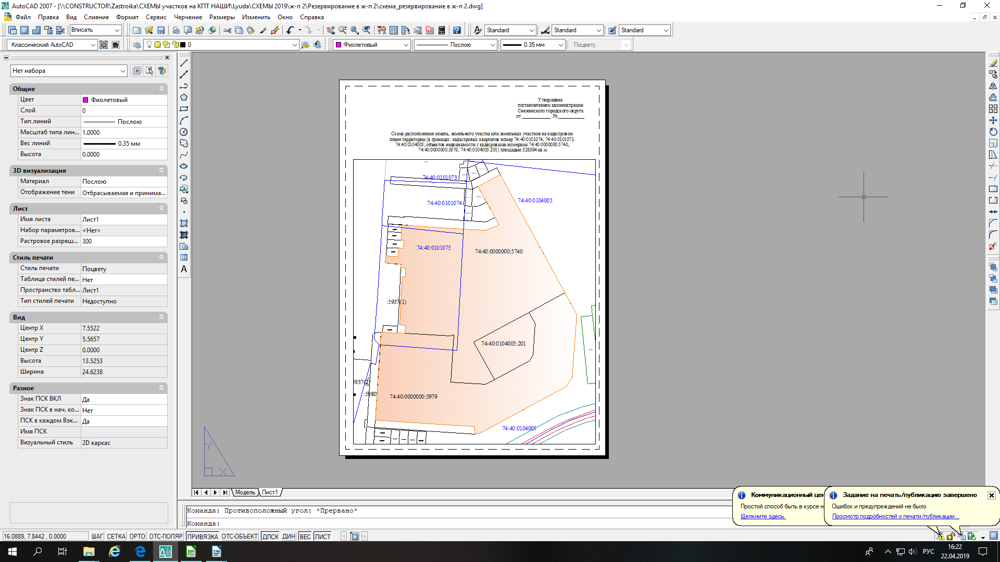 AutoCAD 2007 - [\\CONSTRUCTOR\Zastroika\СХЕМЫ участков на КПТ НАШИ\Lyuda\СХЕМЫ 2019\ж-п 2\Резервирование в ж-п 2\схема_резервирование в ж-п 2.dwg]
Файл Правка Вид Слияние Формат Сервис Черчение Размеры Изменить Окно Справка
Вписать Standard Standard Standard
Классический AutoCAD 0 Фиолетовый Послою 0.35 мм Поцвету
Нет набора
Общие
Цвет Фиолетовый
Слой 0
Тип линий Послою
Масштаб типа лин... 1.0000
Вес линий 0.35 мм
Высота 0.0000
3D визуализация
Материал Послою
Отображение тени Отбрасываемая и принима...
Лист
Имя листа Лист1
Набор параметров... <Нет>
Растровое разреш... 300
Стиль печати
Стиль печати Поцвету
Таблица стилей пе... Нет
Пространство табл... Лист1
Тип стилей печати Недоступно
Вид
Центр X 7.5522
Центр Y 5.5657
Центр Z 0.0000
Высота 13.5253
Ширина 24.6238
Разное
Знак ПСК ВКЛ Да
Знак ПСК в нач. ко... Нет
ПСК в каждом Вэк... Да
Имя ПСК
Визуальный стиль 2D каркас
A
Утверждена
постановлением администрации
Снежинского городского округа
от __________ № __________
Схема расположения земель, земельного участка или земельных участков на кадастровом
плане территории (в границах: кадастровых кварталов номер 74:40:0101074, 74:40:0101075,
74:40:0104005; объектов недвижимости с кадасровыми номерами 74:40:0000000:5740,
74:40:0000000:5979, 74:40:0104005:201) площадью 328994 кв.м
74:40:0101073
74:40:0104005
74:40:0101074
74:40:0101075
74:40:0000000:5740
:5937(1)
74:40:0104005:201
:5980
74:40:0000000:5979
74:40:0104005
Y
X
Модель Лист1
Команда: Противоположный угол: *Прервано*
Команда:
Коммуникационный цен
Простой способ быть в курсе н
Щелкните здесь.
Задание на печать/публикацию завершено
Ошибок и предупреждений не было
Просмотр подробностей о печати/публикации...
16.0889, 7.8442 , 0.0000 ШАГ СЕТКА ОРТО ОТС-ПОЛЯР ПРИВЯЗКА ОТС-ОБЪЕКТ ДПСК ДИН ВЕС ЛИСТ
РУС
16:22
22.04.2019